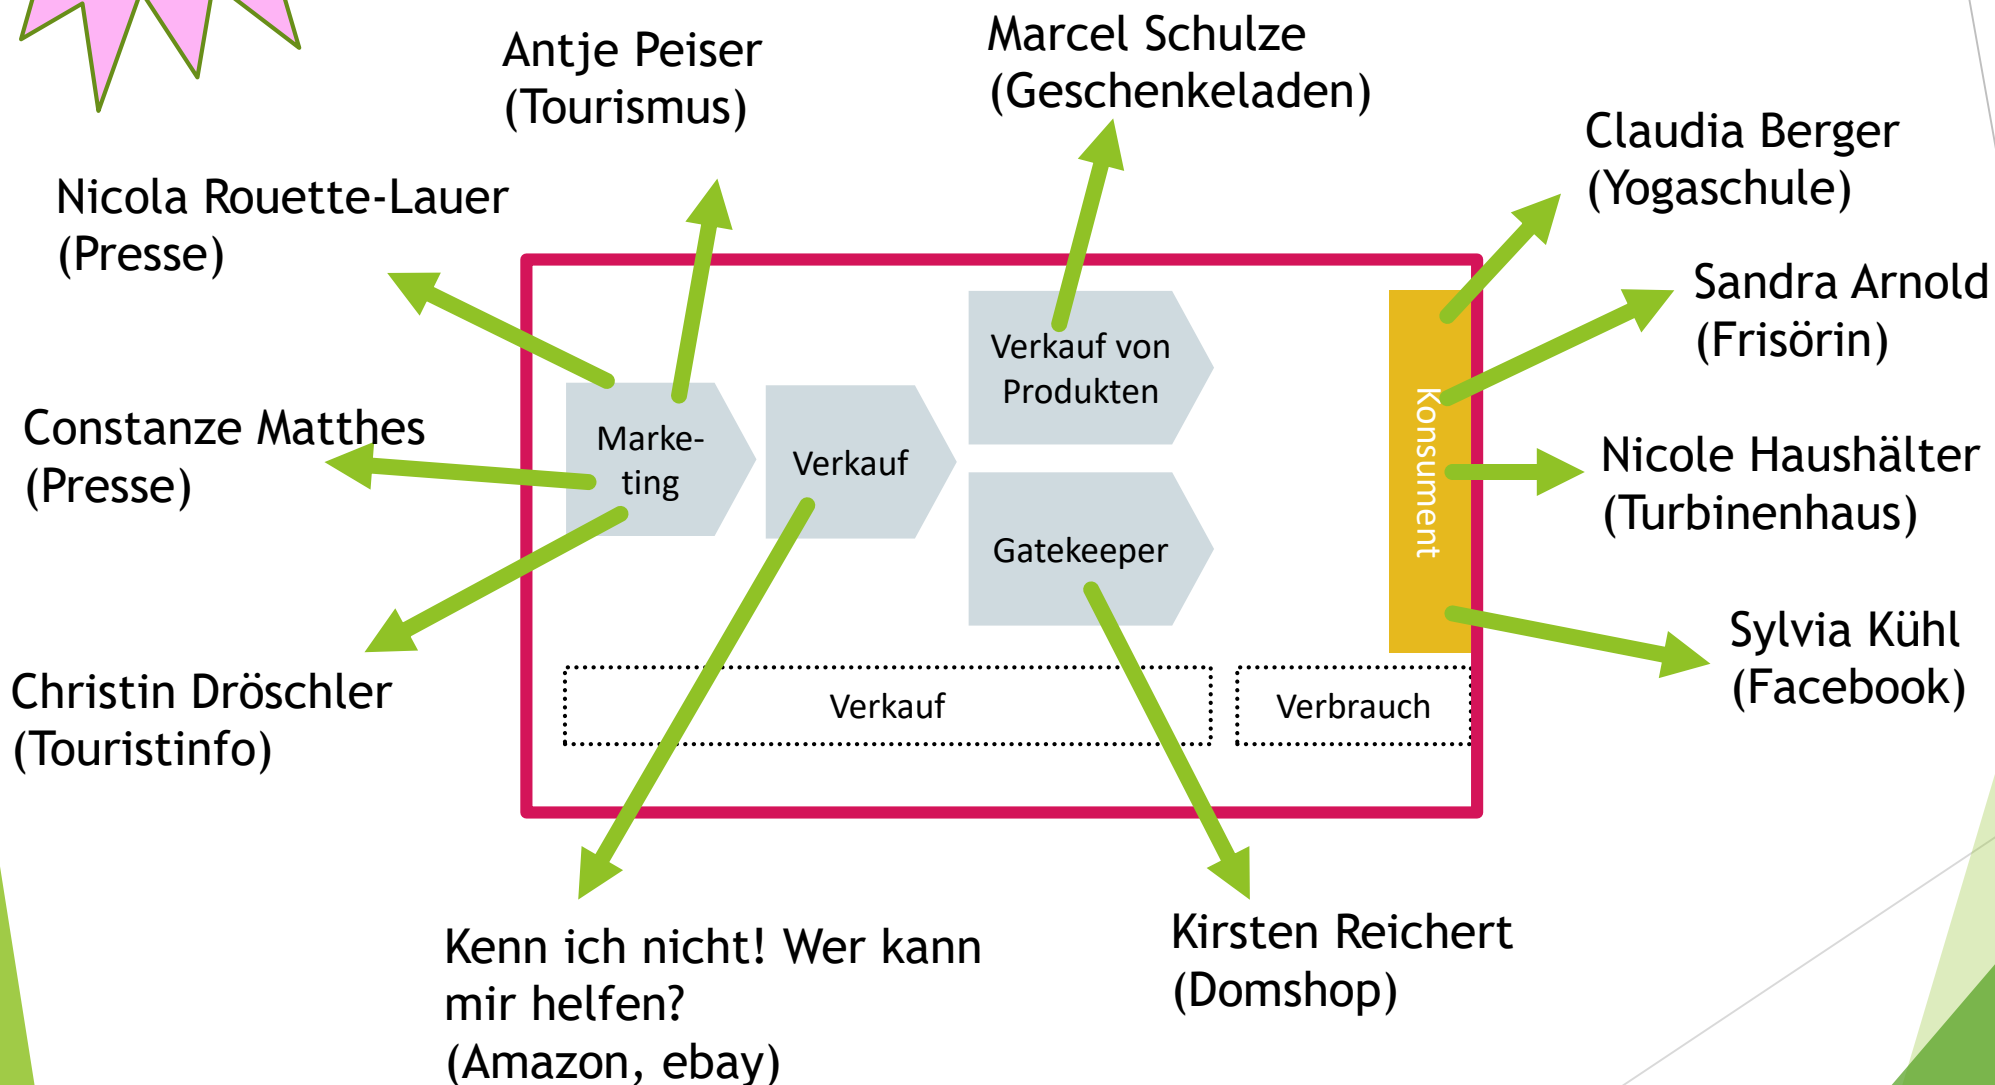 Antje Peiser
(Tourismus)
Marcel Schulze
(Geschenkeladen)
Claudia Berger
(Yogaschule)
Nicola Rouette-Lauer
(Presse)
Sandra Arnold
(Frisörin)
Constanze Matthes
(Presse)
Marke-
ting
Verkauf
Verkauf von
Produkten
Gatekeeper
Konsument
Nicole Haushälter
(Turbinenhaus)
Sylvia Kühl
(Facebook)
Christin Dröschler
(Touristinfo)
Verkauf
Verbrauch
Kenn ich nicht! Wer kann
mir helfen?
(Amazon, ebay)
Kirsten Reichert
(Domshop)